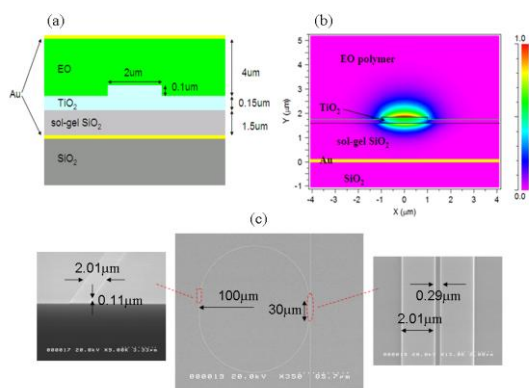 (a)
EO
2um
0.1um
4um
Au
TiO₂
0.15um
sol-gel SiO₂
1.5um
SiO₂
(b)
EO polymer
TiO₂
sol-gel SiO₂
Au
SiO₂
Y (μm)
5
4
3
2
1
0
-1
-4
-3
-2
-1
0
1
2
3
4
X (μm)
1.0
0.0
(c)
2.01μm
0.11μm
100μm
30μm
0.29μm
2.01μm